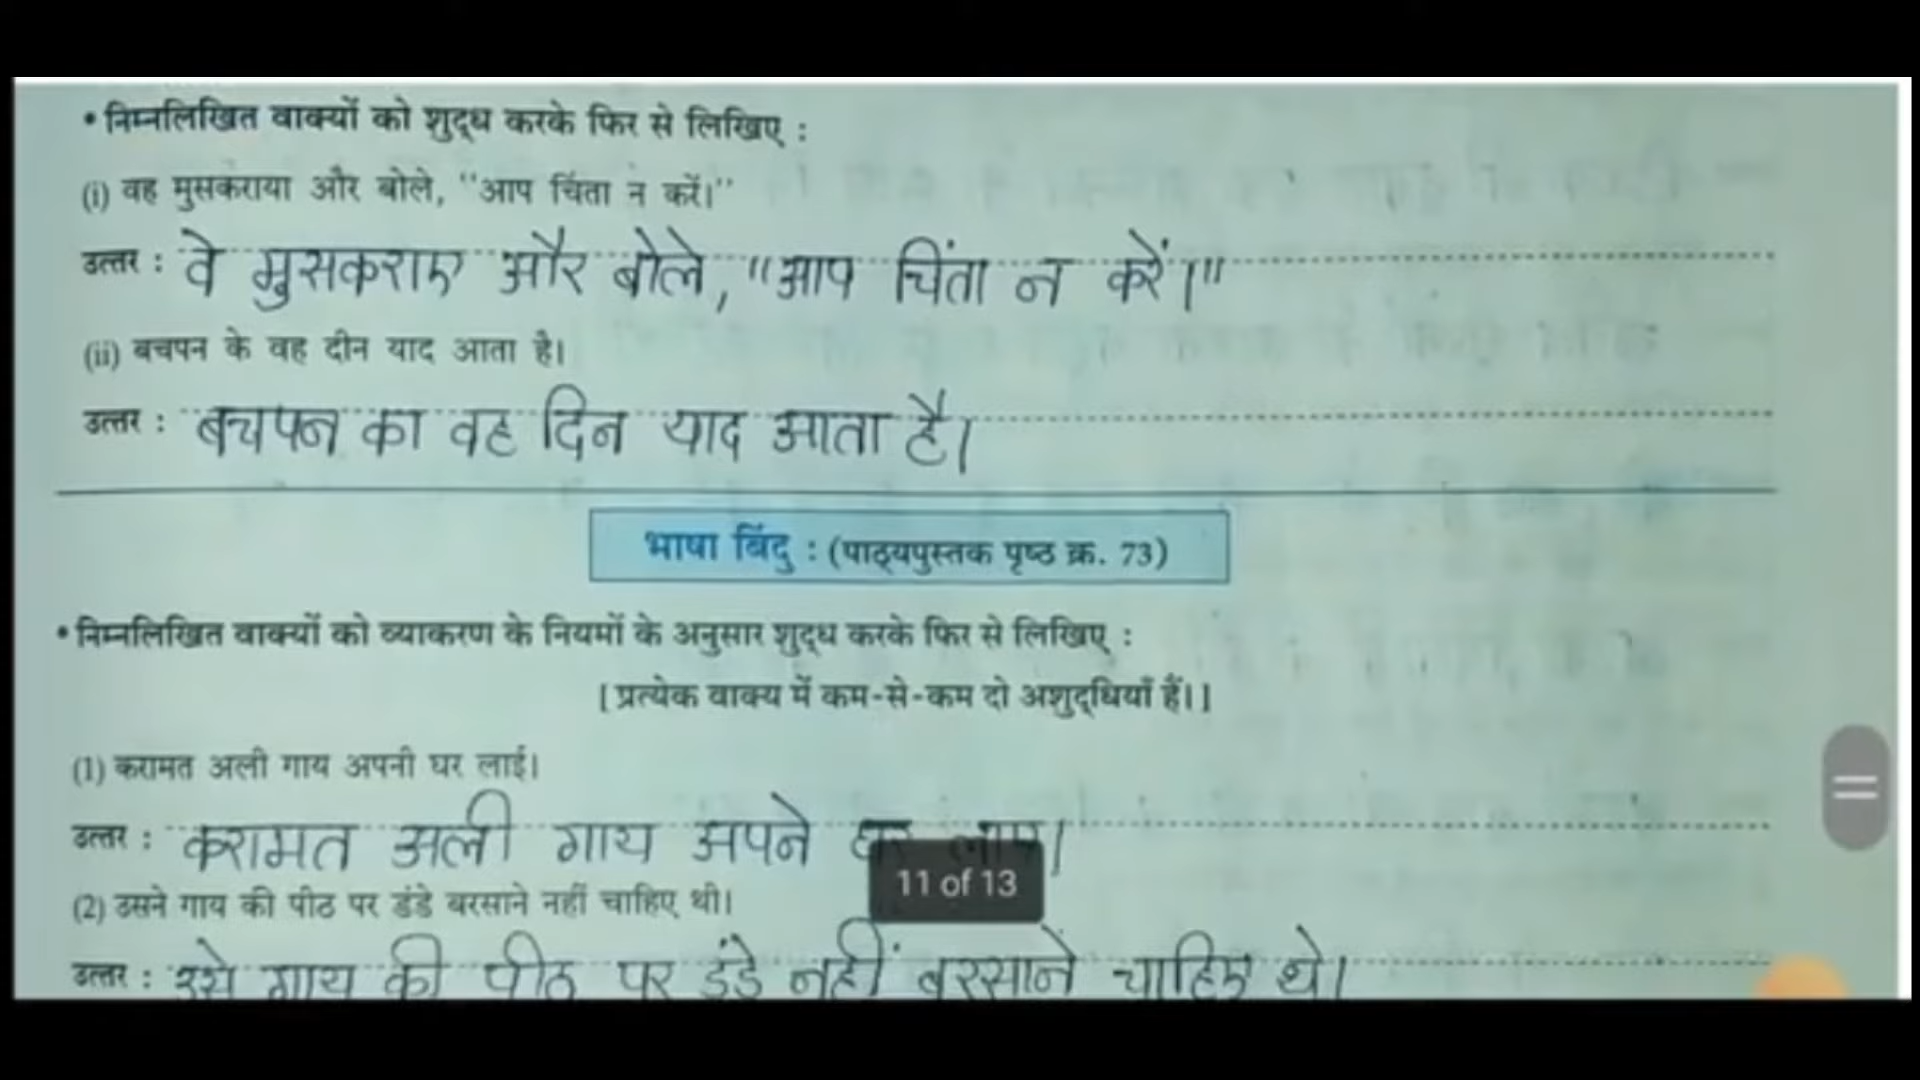 • निम्नलिखित वाक्यों को शुद्ध करके फिर से लिखिए :
(i) वह मुसकराया और बोले, "आप चिंता न करें।"
उत्तर : वे मुसकराए और बोले, "आप चिंता न करें।"
(ii) बचपन के वह दीन याद आता है।
उत्तर : बचपन का वह दिन याद आता है।
भाषा बिंदु : (पाठ्यपुस्तक पृष्ठ क्र. 73)
• निम्नलिखित वाक्यों को व्याकरण के नियमों के अनुसार शुद्ध करके फिर से लिखिए :
[ प्रत्येक वाक्य में कम-से-कम दो अशुद्धियाँ हैं। ]
(1) करामत अली गाय अपनी घर लाई।
उत्तर : करामत अली गाय अपने घर
11 of 13
(2) उसने गाय की पीठ पर डंडे बरसाने नहीं चाहिए थी।
उत्तर : उसे गाय की पीठ पर डंडे नहीं बरसाने चाहिए थे।